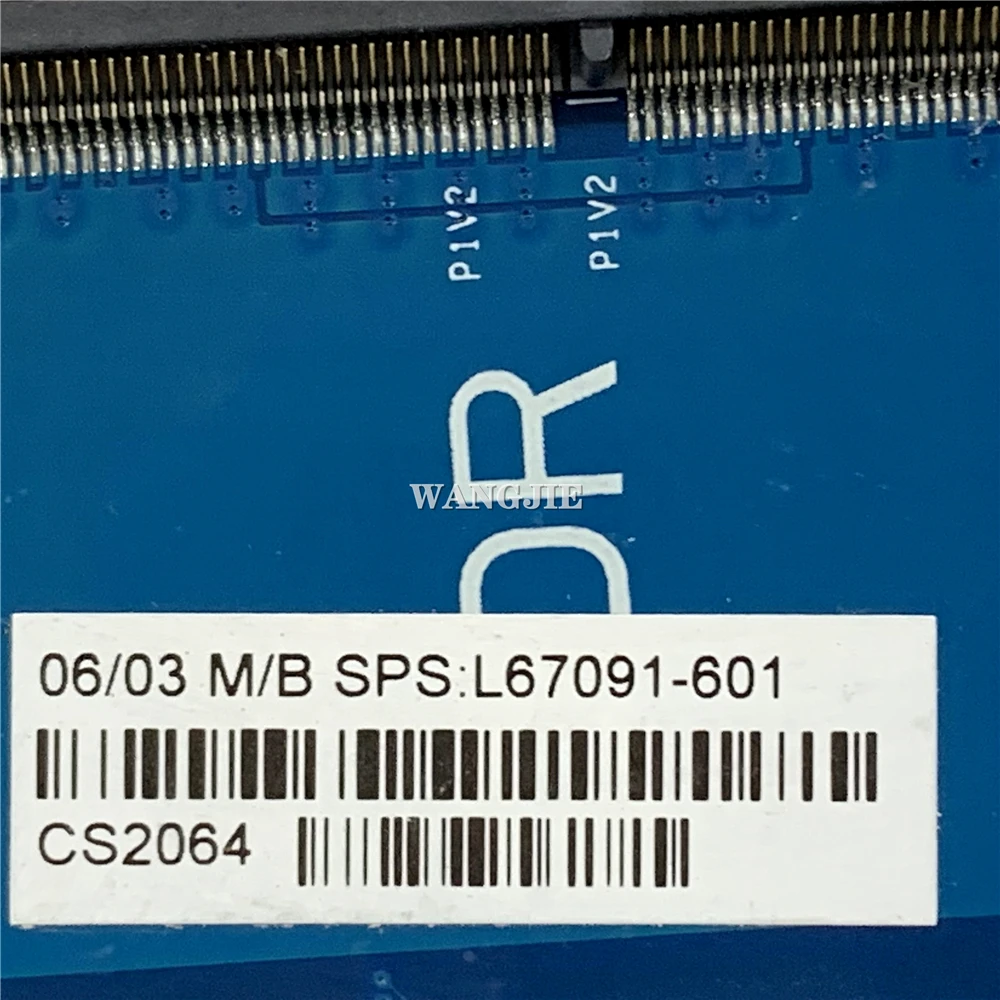 P1V2
P1V2
DR
WANGJIE
06/03 M/B SPS:L67091-601
CS2064